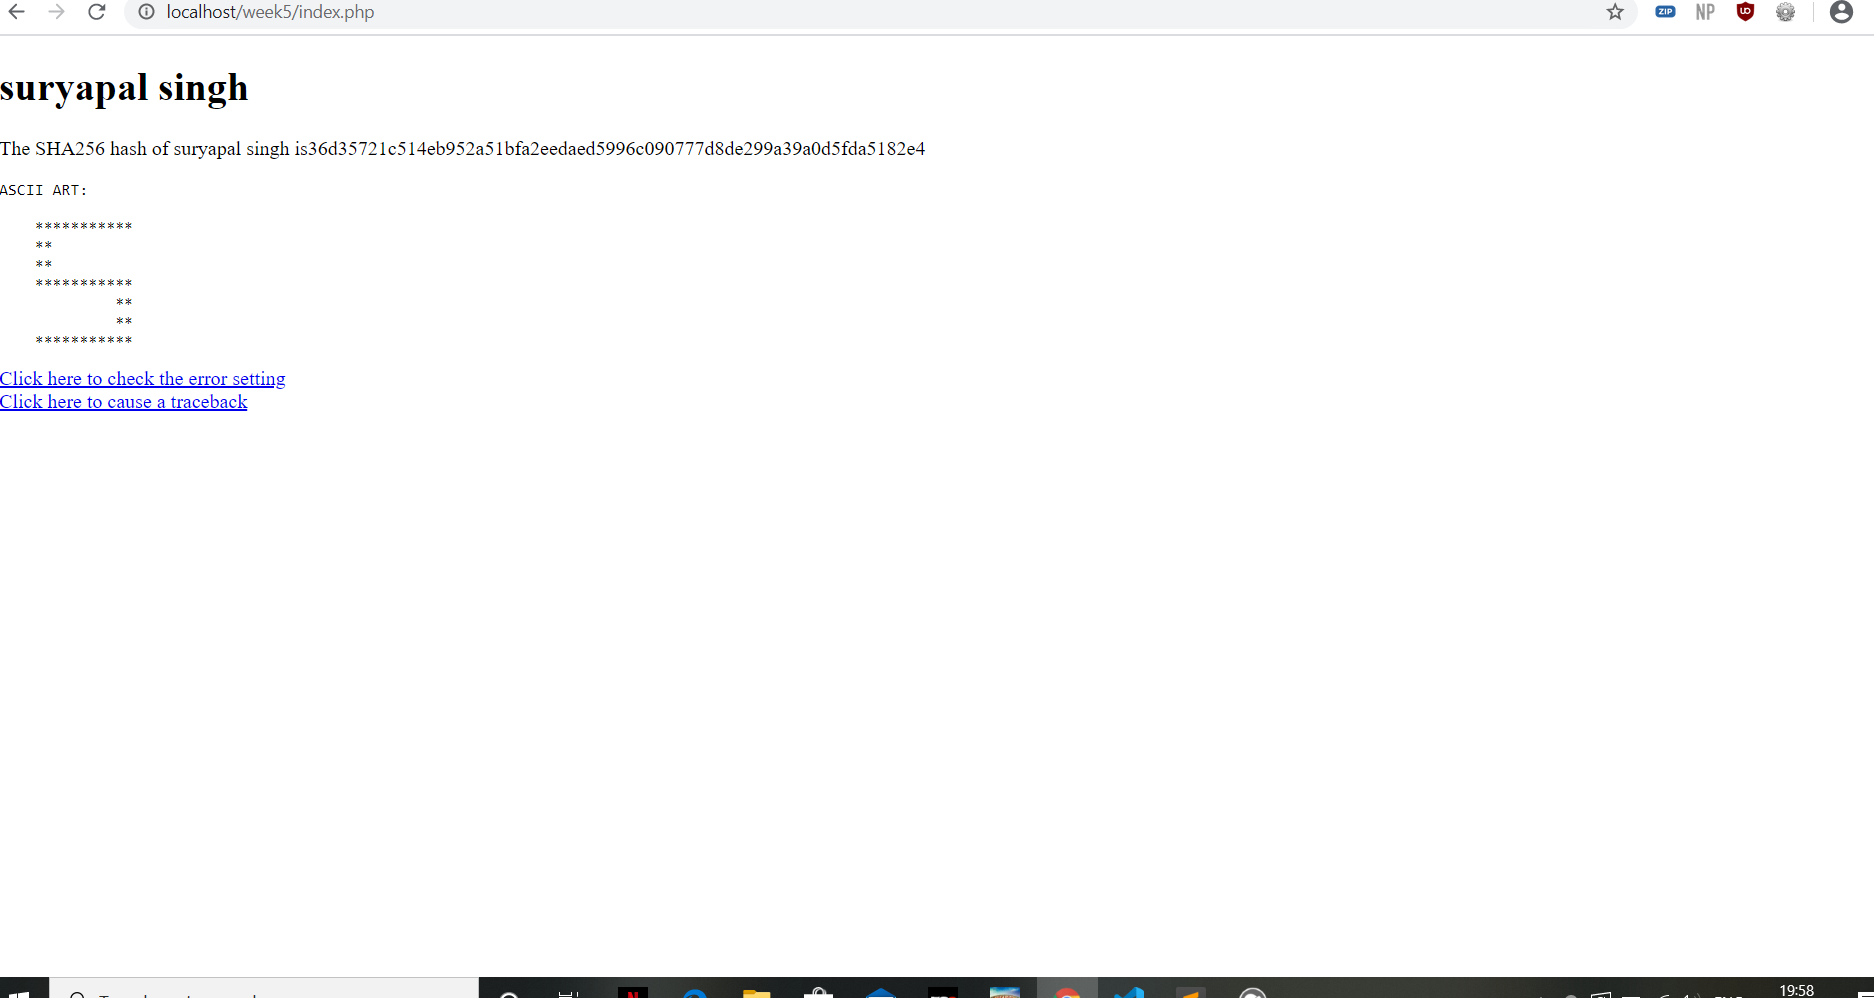 localhost/week5/index.php
ZIP NP UD
suryapal singh
The SHA256 hash of suryapal singh is36d35721c514eb952a51bfa2eedaed5996c090777d8de299a39a0d5fda5182e4
ASCII ART:
***********
**
**
***********
**
**
***********
Click here to check the error setting
Click here to cause a traceback
19:58